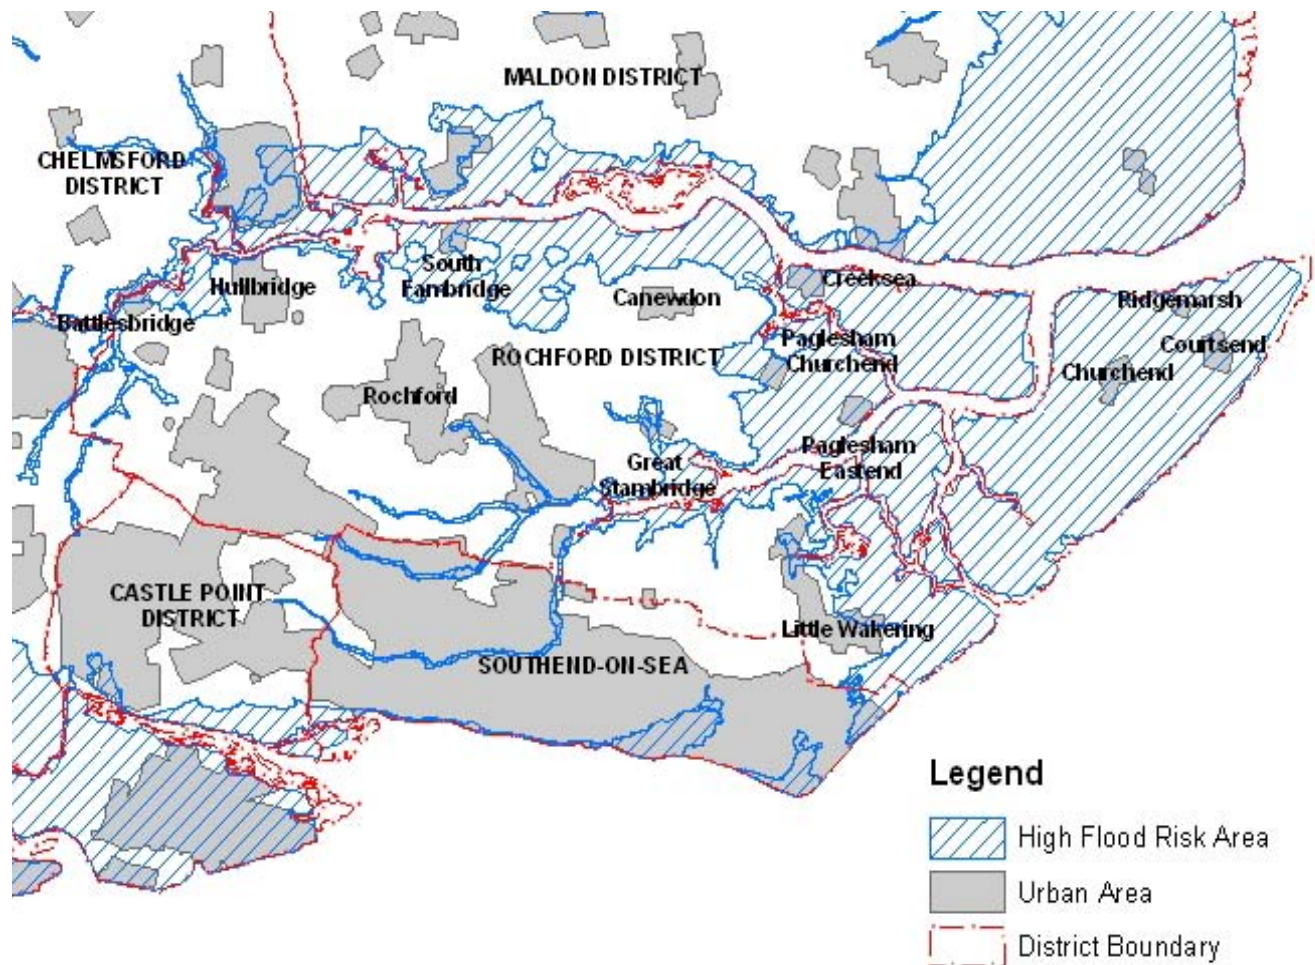 MALDON DISTRICT
CHELMSFORD
DISTRICT
South
Fambridge
Creeksea
Hullbridge
Canewdon
Ridgemarsh
Battlesbridge
Paglesham
Churchend
Courtsend
ROCHFORD DISTRICT
Churchend
Rochford
Paglesham
Eastend
Great
Stambridge
CASTLE POINT
DISTRICT
Little Wakering
SOUTHEND-ON-SEA
Legend
High Flood Risk Area
Urban Area
District Boundary